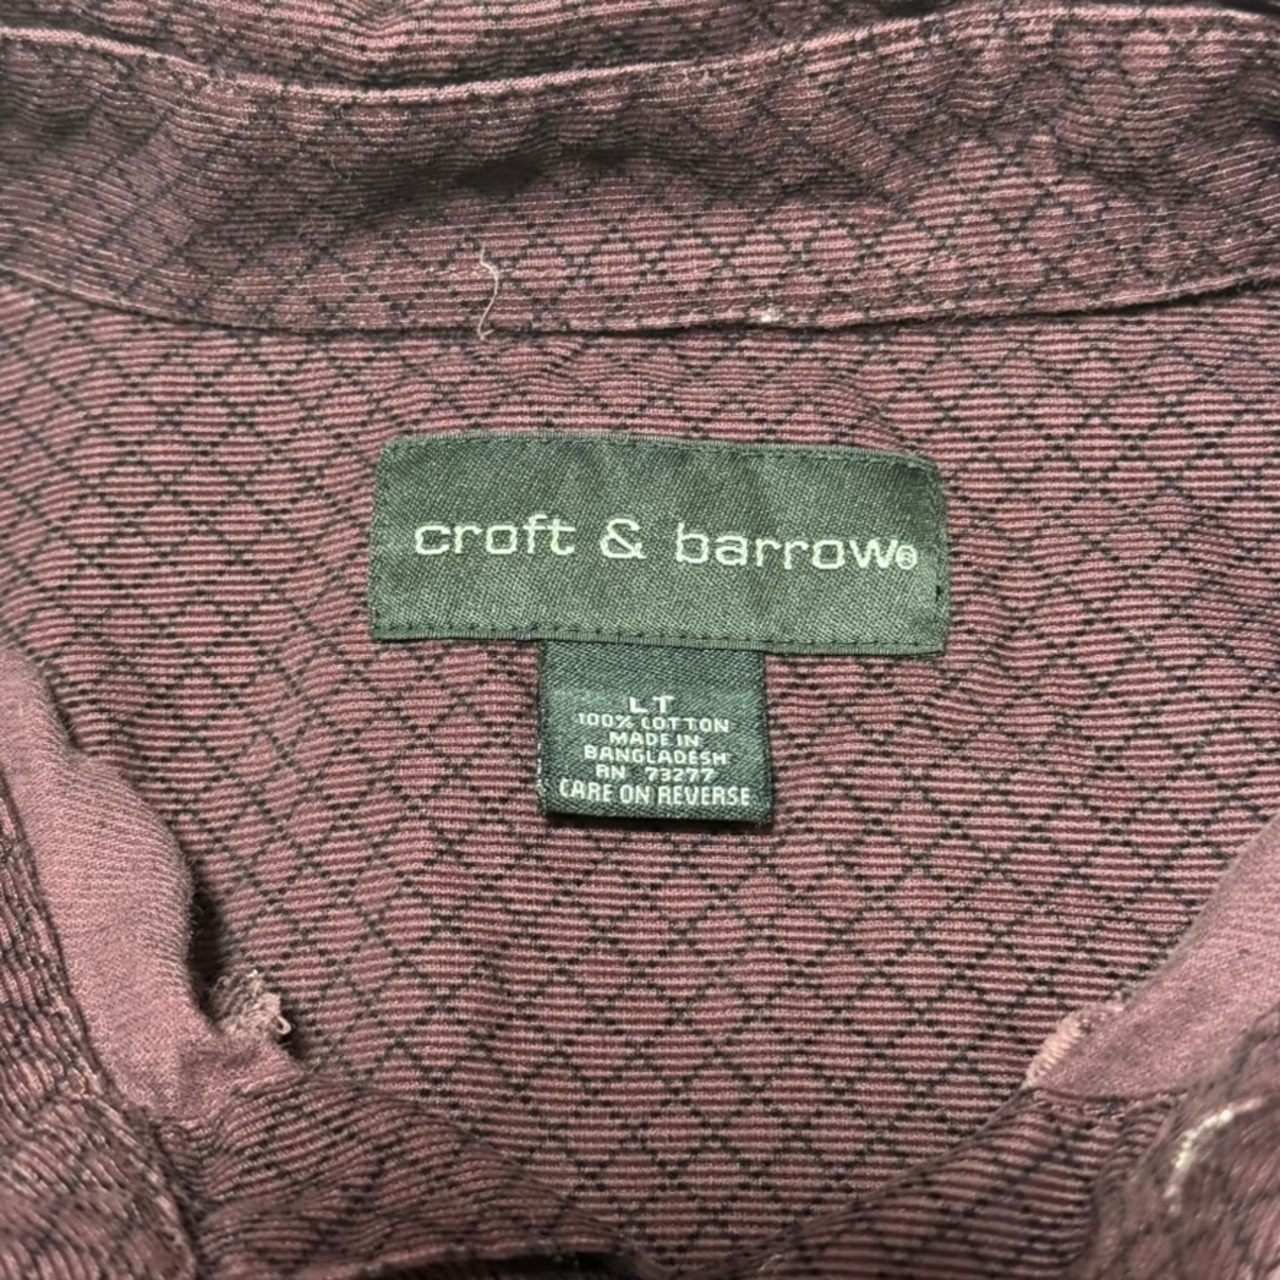 croft & barrow®
LT
100% COTTON
MADE IN
BANGLADESH
RN 73277
CARE ON REVERSE